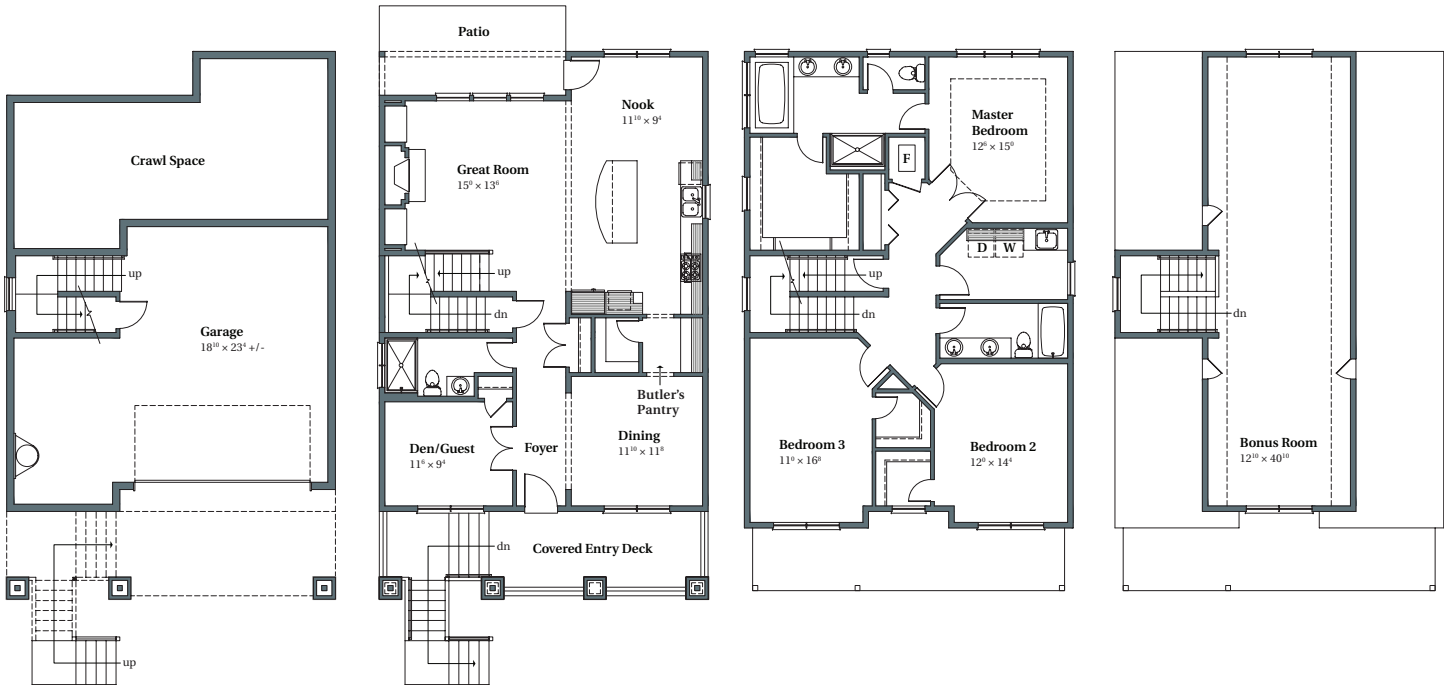 Crawl Space
up
Garage
18¹⁰ × 23⁴ +/-
up
Patio
Nook
11¹⁰ × 9⁴
Great Room
15⁰ × 13⁶
up
dn
Butler's
Pantry
Den/Guest
11⁶ × 9⁴
Foyer
Dining
11¹⁰ × 11⁸
dn
Covered Entry Deck
Master
Bedroom
12⁶ × 15⁰
F
D W
up
dn
Bedroom 3
11⁰ × 16⁸
Bedroom 2
12⁰ × 14⁴
dn
Bonus Room
12¹⁰ × 40¹⁰